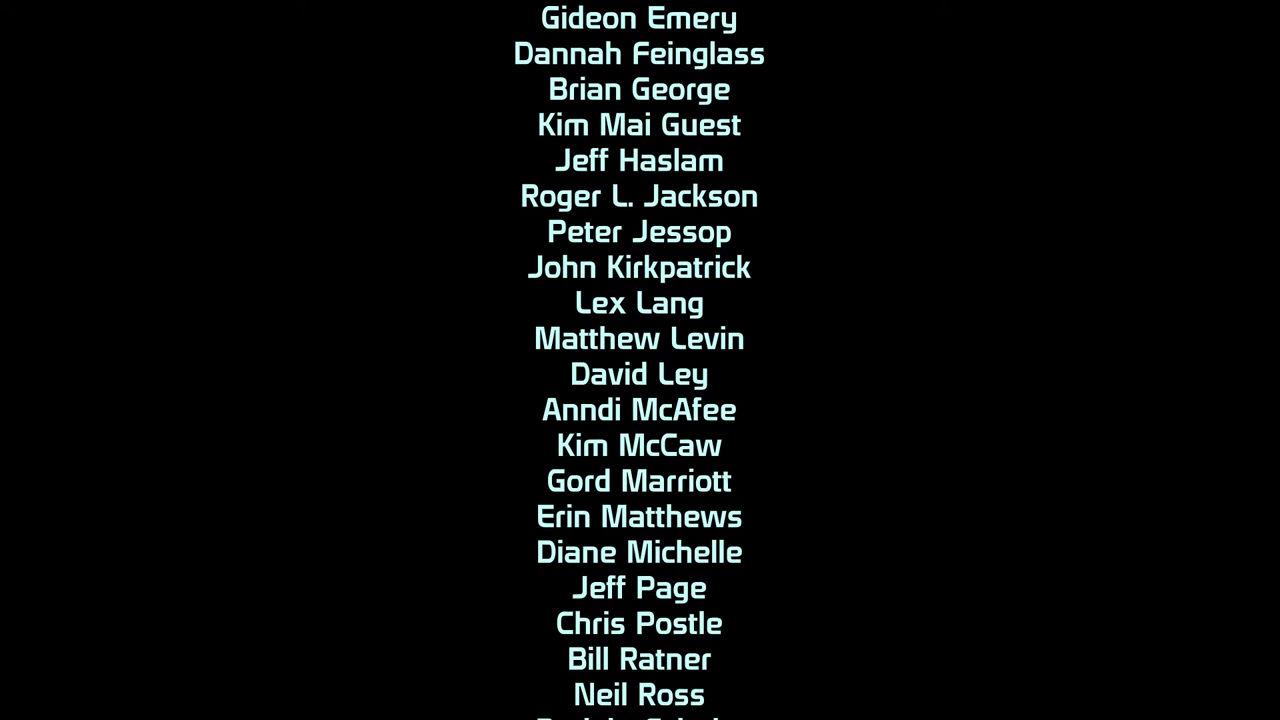 Gideon Emery
Dannah Feinglass
Brian George
Kim Mai Guest
Jeff Haslam
Roger L. Jackson
Peter Jessop
John Kirkpatrick
Lex Lang
Matthew Levin
David Ley
Anndi McAfee
Kim McCaw
Gord Marriott
Erin Matthews
Diane Michelle
Jeff Page
Chris Postle
Bill Ratner
Neil Ross